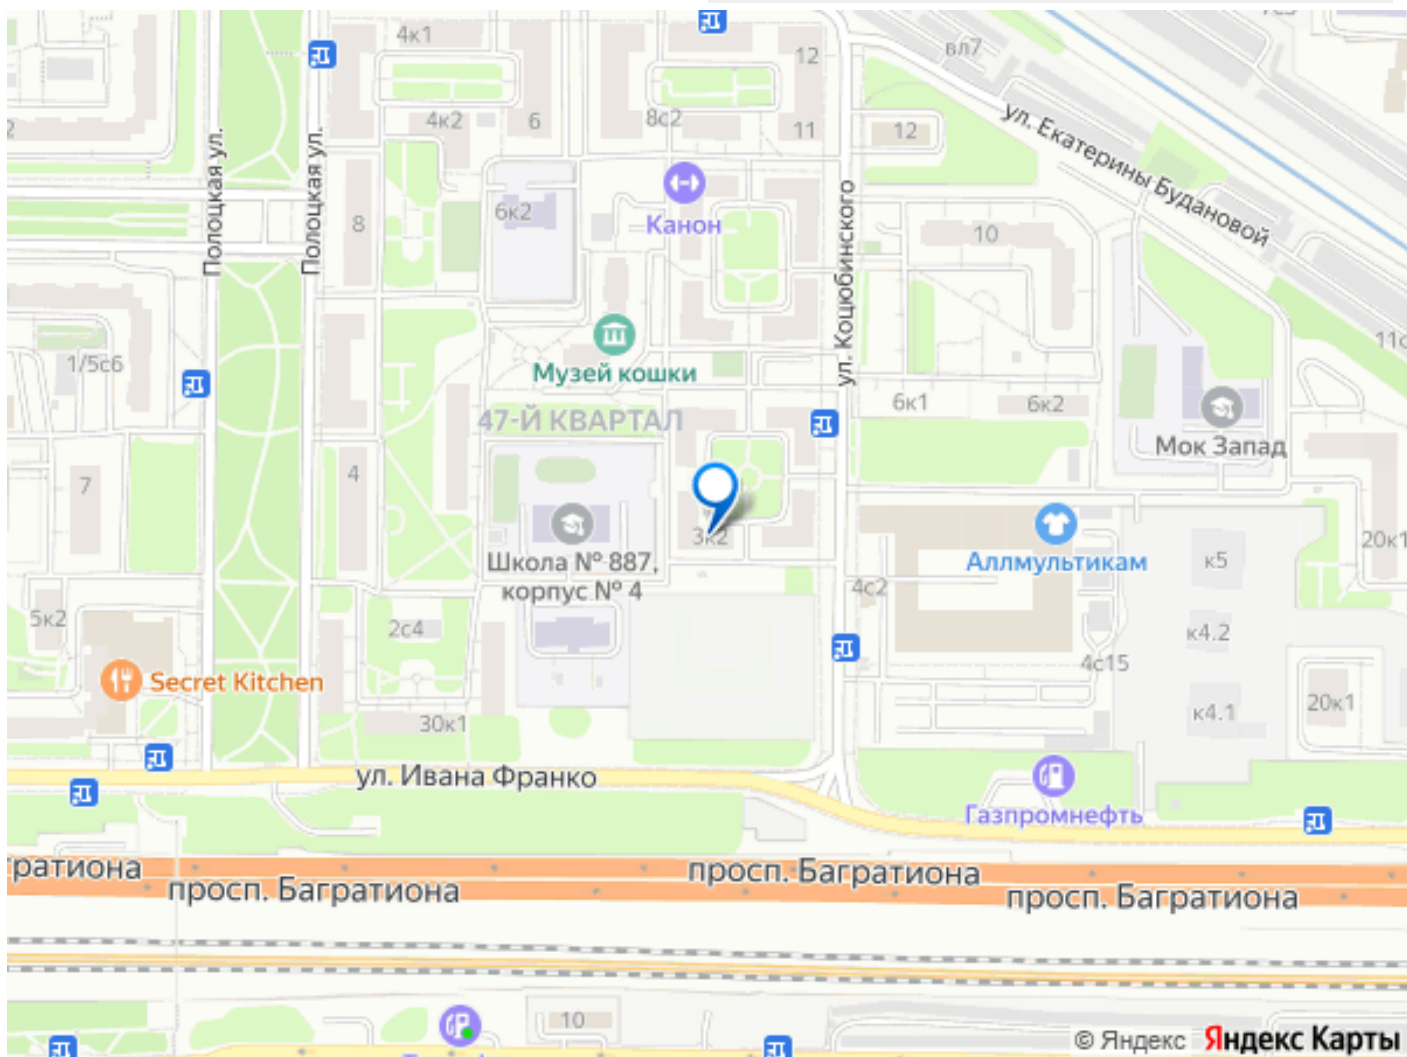 4к1
12
вл7
4к2
6
8с2
11
12
ул. Екатерины Будановой
Полоцкая ул.
Полоцкая ул.
8
6к2
Канон
ул. Коцюбинского
10
1/5с6
Музей кошки
6к1
6к2
47-Й КВАРТАЛ
Мок Запад
7
4
3к2
Школа № 887,
корпус № 4
Аллмультикам
к5
20к1
4с2
5к2
2с4
к4.2
4с15
Secret Kitchen
30к1
к4.1
20к1
ул. Ивана Франко
Газпромнефть
просп. Багратиона
просп. Багратиона
просп. Багратиона
10
© Яндекс Яндекс Карты